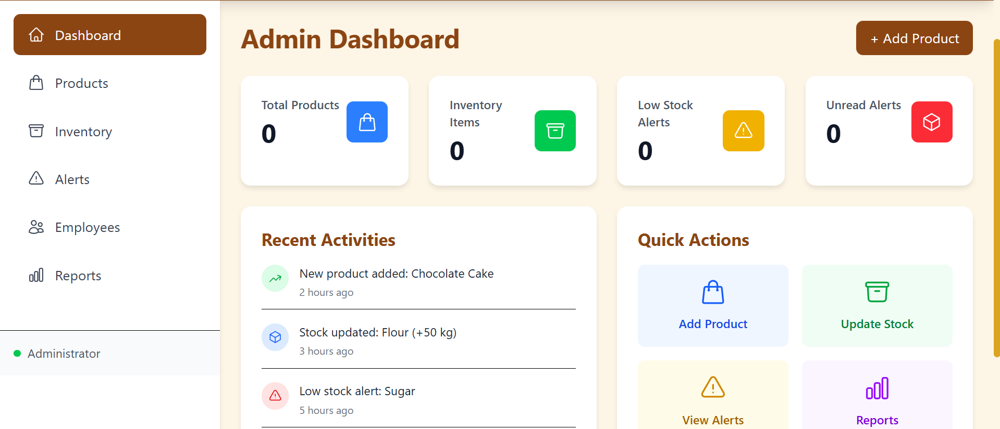 Dashboard
Products
Inventory
Alerts
Employees
Reports
Administrator
Admin Dashboard
+ Add Product
Total Products
0
Inventory
Items
0
Low Stock
Alerts
0
Unread Alerts
0
Recent Activities
New product added: Chocolate Cake
2 hours ago
Stock updated: Flour (+50 kg)
3 hours ago
Low stock alert: Sugar
5 hours ago
Quick Actions
Add Product
Update Stock
View Alerts
Reports